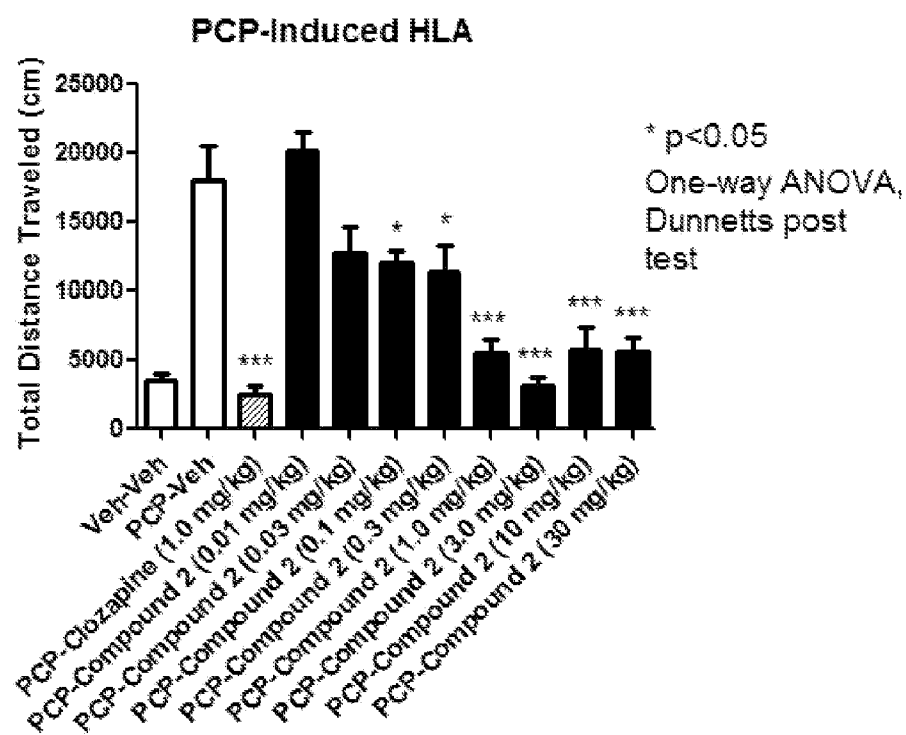 PCP-Induced HLA
Total Distance Traveled (cm)
25000
20000
15000
10000
5000
0
***
*
*
***
***
***
***
* p<0.05
One-way ANOVA,
Dunnetts post
test
Veh-Veh
PCP-Veh
PCP-Clozapine (1.0 mg/kg)
PCP-Compound 2 (0.01 mg/kg)
PCP-Compound 2 (0.03 mg/kg)
PCP-Compound 2 (0.1 mg/kg)
PCP-Compound 2 (0.3 mg/kg)
PCP-Compound 2 (1.0 mg/kg)
PCP-Compound 2 (3.0 mg/kg)
PCP-Compound 2 (10 mg/kg)
PCP-Compound 2 (30 mg/kg)